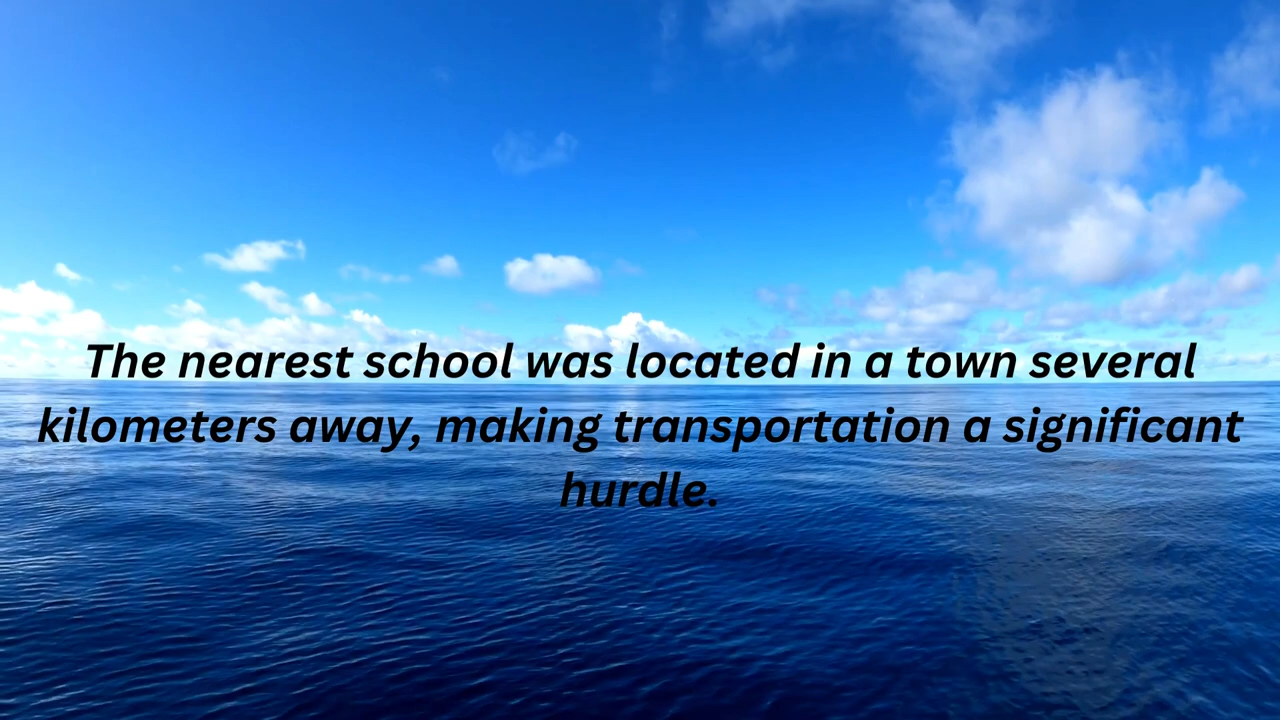 The nearest school was located in a town several
kilometers away, making transportation a significant
hurdle.